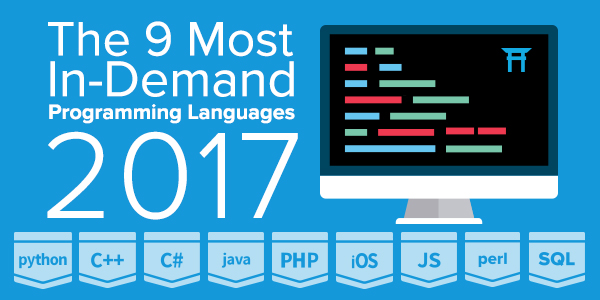 The 9 Most
In-Demand
Programming Languages
2017
python C++ C# java PHP iOS JS perl SQL